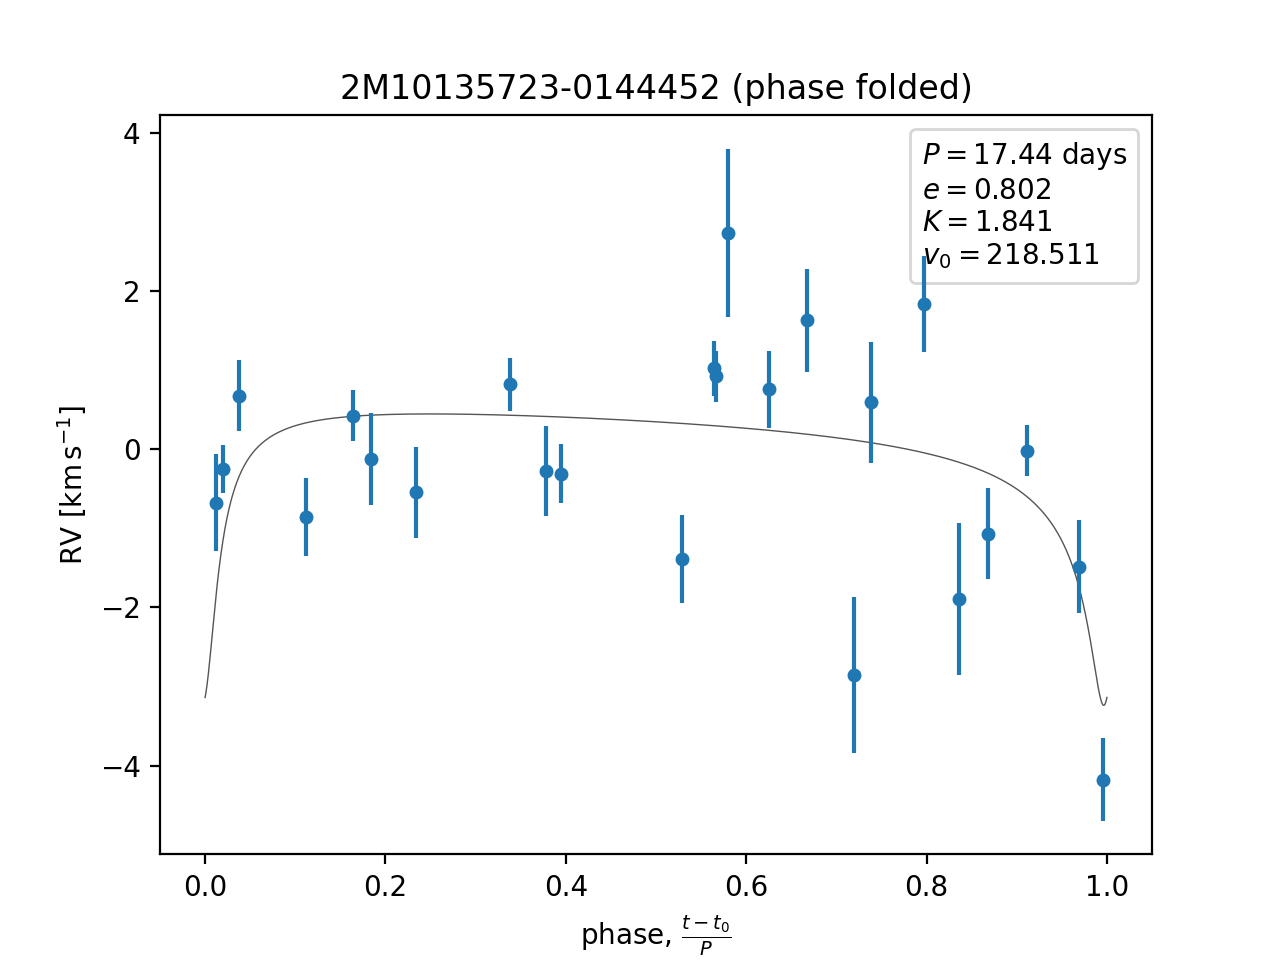 2M10135723-0144452 (phase folded)
P = 17.44 days
e = 0.802
K = 1.841
v₀ = 218.511
RV [km s⁻¹]
4
2
0
−2
−4
0.0 0.2 0.4 0.6 0.8 1.0
phase, (t − t₀)/P